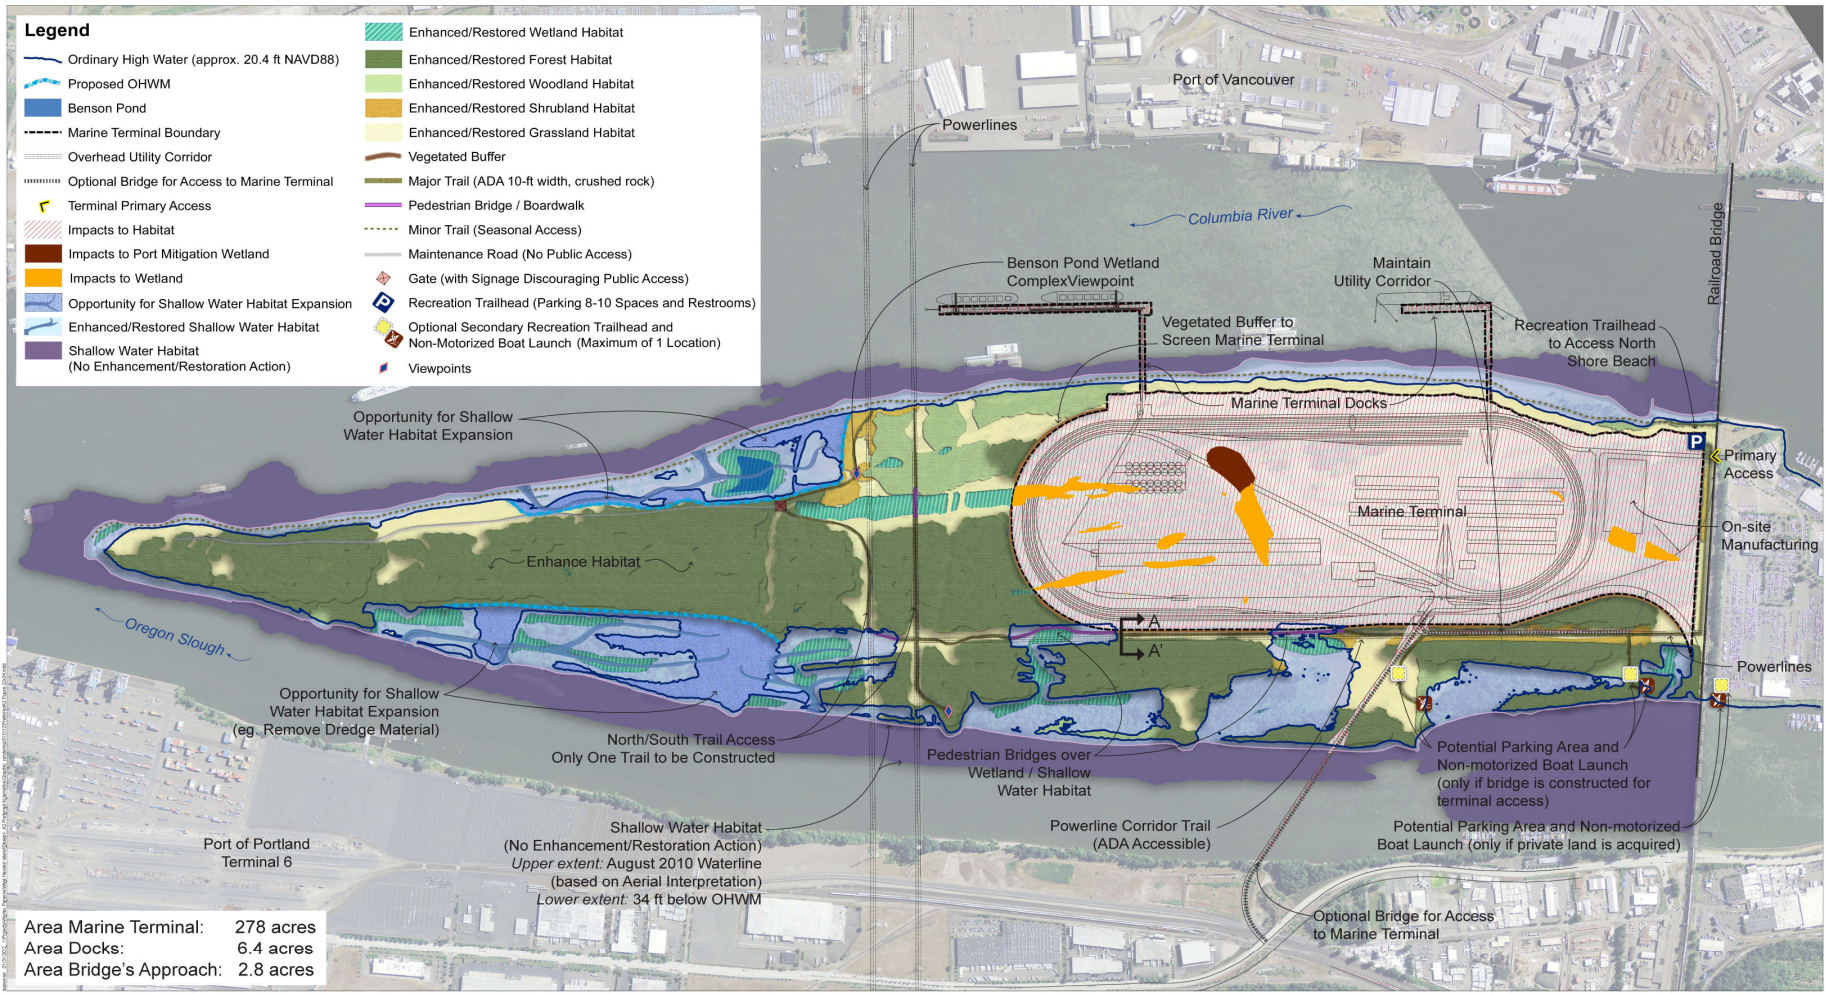 Legend
Ordinary High Water (approx. 20.4 ft NAVD88)
Proposed OHWM
Benson Pond
Marine Terminal Boundary
Overhead Utility Corridor
Optional Bridge for Access to Marine Terminal
Terminal Primary Access
Impacts to Habitat
Impacts to Port Mitigation Wetland
Impacts to Wetland
Opportunity for Shallow Water Habitat Expansion
Enhanced/Restored Shallow Water Habitat
Shallow Water Habitat
(No Enhancement/Restoration Action)
Enhanced/Restored Wetland Habitat
Enhanced/Restored Forest Habitat
Enhanced/Restored Woodland Habitat
Enhanced/Restored Shrubland Habitat
Enhanced/Restored Grassland Habitat
Vegetated Buffer
Major Trail (ADA 10-ft width, crushed rock)
Pedestrian Bridge / Boardwalk
Minor Trail (Seasonal Access)
Maintenance Road (No Public Access)
Gate (with Signage Discouraging Public Access)
P
Recreation Trailhead (Parking 8-10 Spaces and Restrooms)
Optional Secondary Recreation Trailhead and
Non-Motorized Boat Launch (Maximum of 1 Location)
Viewpoints
Port of Vancouver
Powerlines
Columbia River
Railroad Bridge
Benson Pond Wetland
ComplexViewpoint
Maintain
Utility Corridor
Vegetated Buffer to
Screen Marine Terminal
Recreation Trailhead
to Access North
Shore Beach
Marine Terminal Docks
Opportunity for Shallow
Water Habitat Expansion
P
Primary
Access
Marine Terminal
On-site
Manufacturing
Enhance Habitat
Oregon Slough
A
A'
Powerlines
Opportunity for Shallow
Water Habitat Expansion
(eg. Remove Dredge Material)
North/South Trail Access
Only One Trail to be Constructed
Pedestrian Bridges over
Wetland / Shallow
Water Habitat
Potential Parking Area and
Non-motorized Boat Launch
(only if bridge is constructed for
terminal access)
Shallow Water Habitat
(No Enhancement/Restoration Action)
Upper extent: August 2010 Waterline
(based on Aerial Interpretation)
Lower extent: 34 ft below OHWM
Powerline Corridor Trail
(ADA Accessible)
Potential Parking Area and Non-motorized
Boat Launch (only if private land is acquired)
Port of Portland
Terminal 6
Optional Bridge for Access
to Marine Terminal
Area Marine Terminal: 278 acres
Area Docks: 6.4 acres
Area Bridge's Approach: 2.8 acres